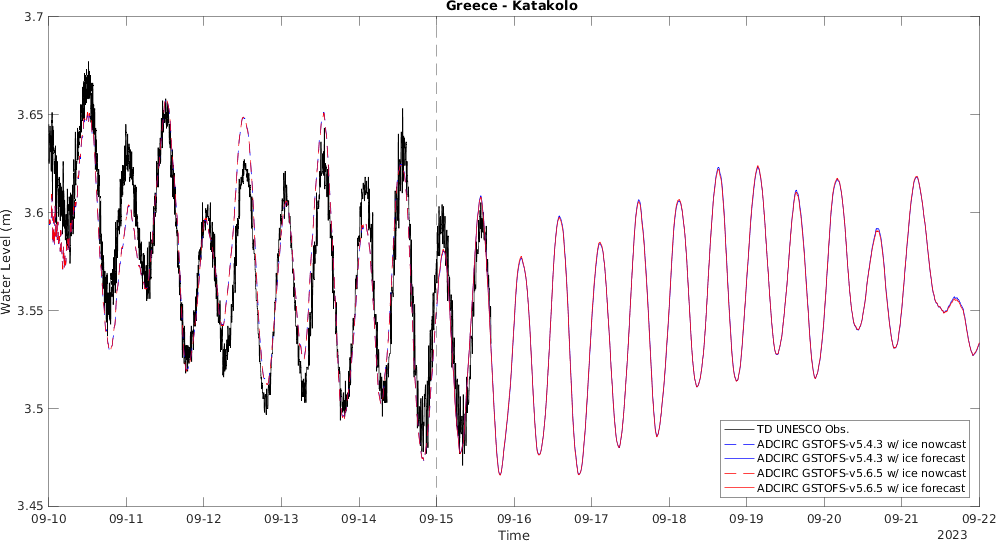 Greece - Katakolo
3.7
3.65
3.6
3.55
3.5
3.45
Water Level (m)
09-10 09-11 09-12 09-13 09-14 09-15 09-16 09-17 09-18 09-19 09-20 09-21 09-22
Time
2023
TD UNESCO Obs.
ADCIRC GSTOFS-v5.4.3 w/ ice nowcast
ADCIRC GSTOFS-v5.4.3 w/ ice forecast
ADCIRC GSTOFS-v5.6.5 w/ ice nowcast
ADCIRC GSTOFS-v5.6.5 w/ ice forecast